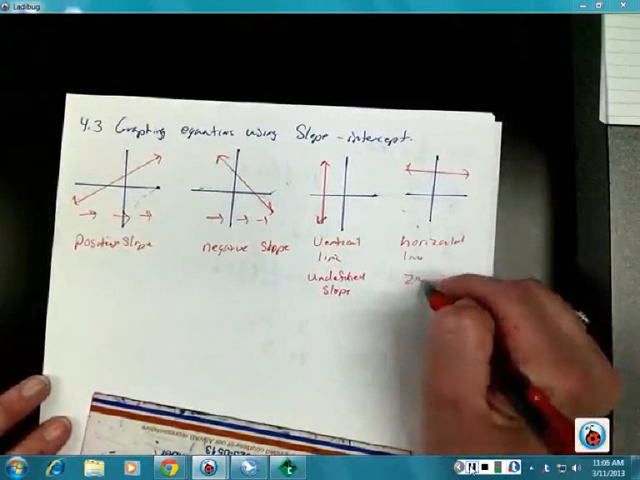 Ladibug
4.3 Graphing equations using Slope-intercept.
positive slope
negative slope
Vertical
line
undefined
slope
horizontal
line
11:05 AM
3/11/2013